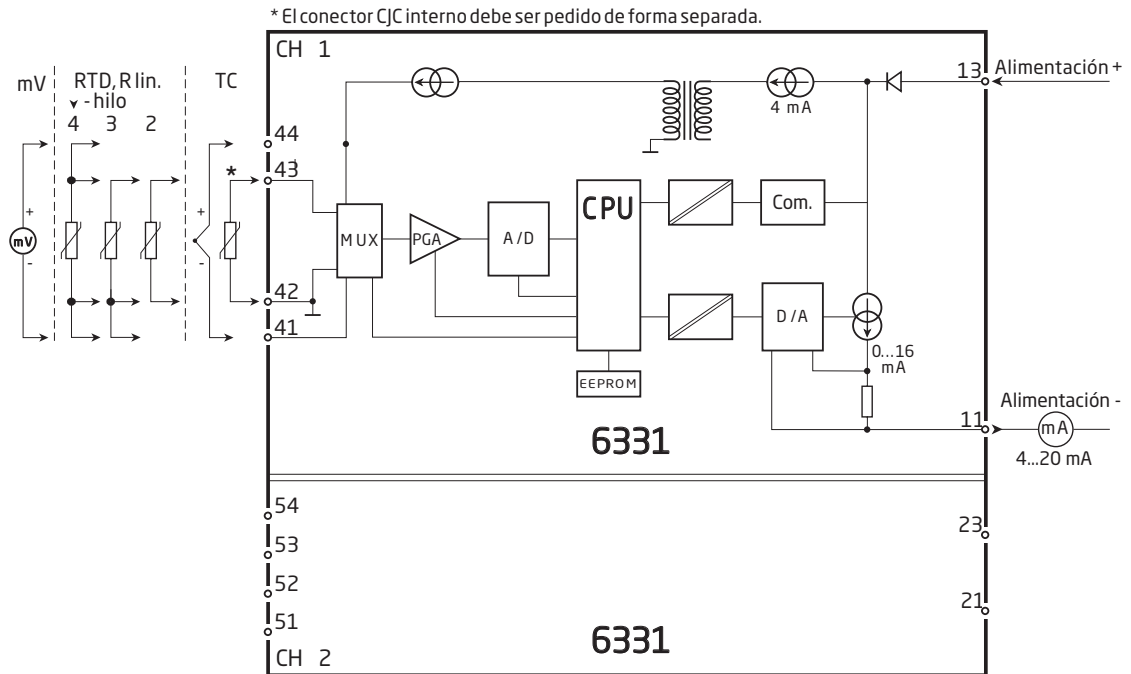 * El conector CJC interno debe ser pedido de forma separada.
CH 1
mV
RTD, R lin.
- hilo
4 3 2
TC
44
43
*
42
41
+
mV
-
+
-
MUX
PGA
A/D
CPU
EEPROM
Com.
D/A
4 mA
0...16
mA
13
Alimentación +
Alimentación -
11
mA
4...20 mA
6331
54
53
52
51
23
21
6331
CH 2